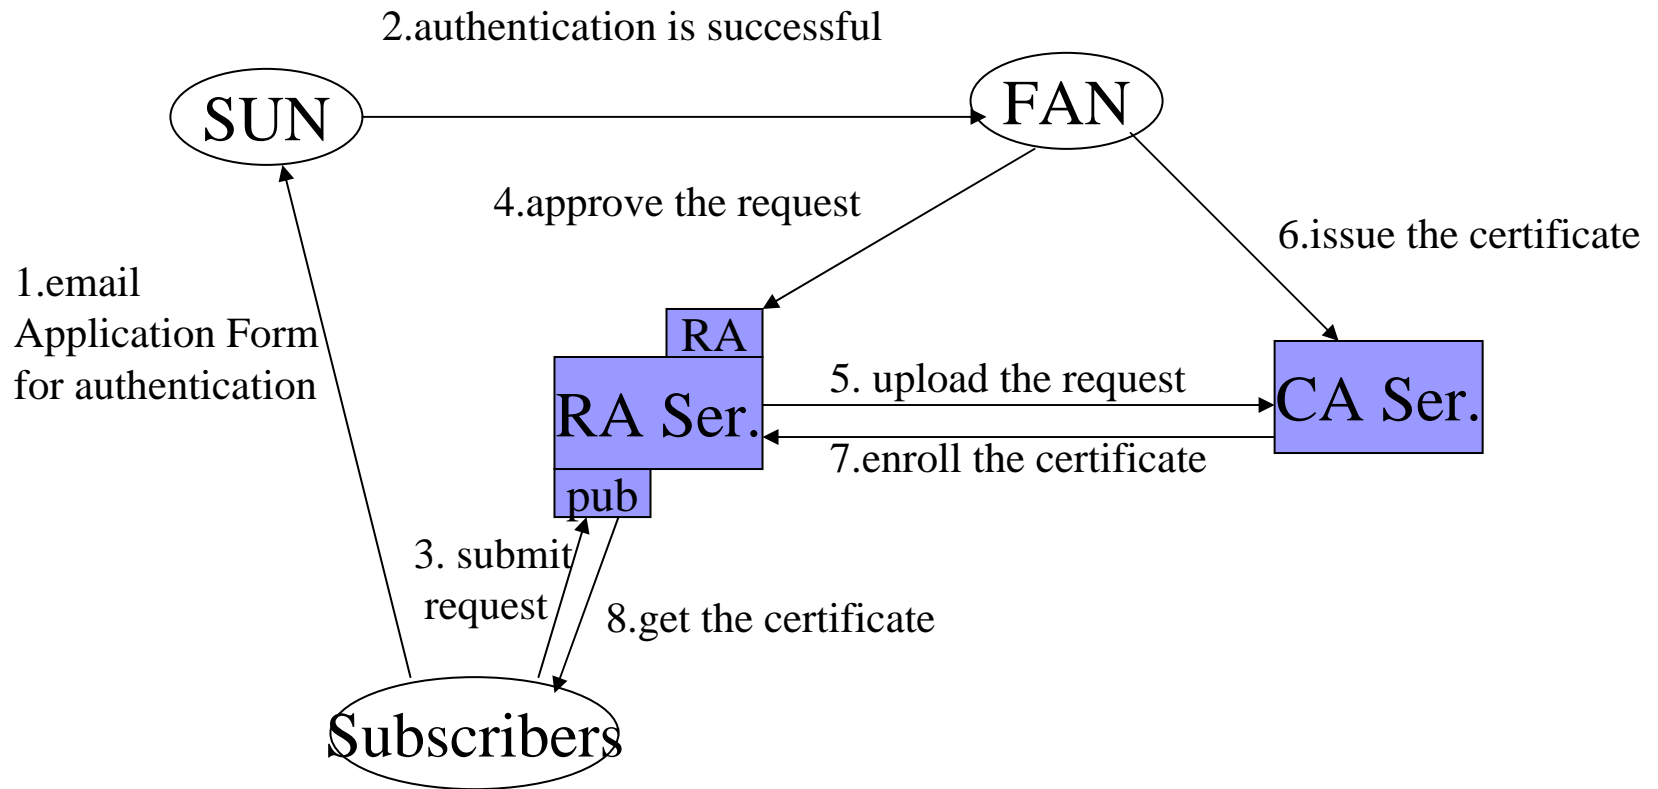 2.authentication is successful
SUN
FAN
4.approve the request
6.issue the certificate
1.email
Application Form
for authentication
RA
RA Ser.
5. upload the request
CA Ser.
7.enroll the certificate
pub
3. submit
request
8.get the certificate
Subscribers